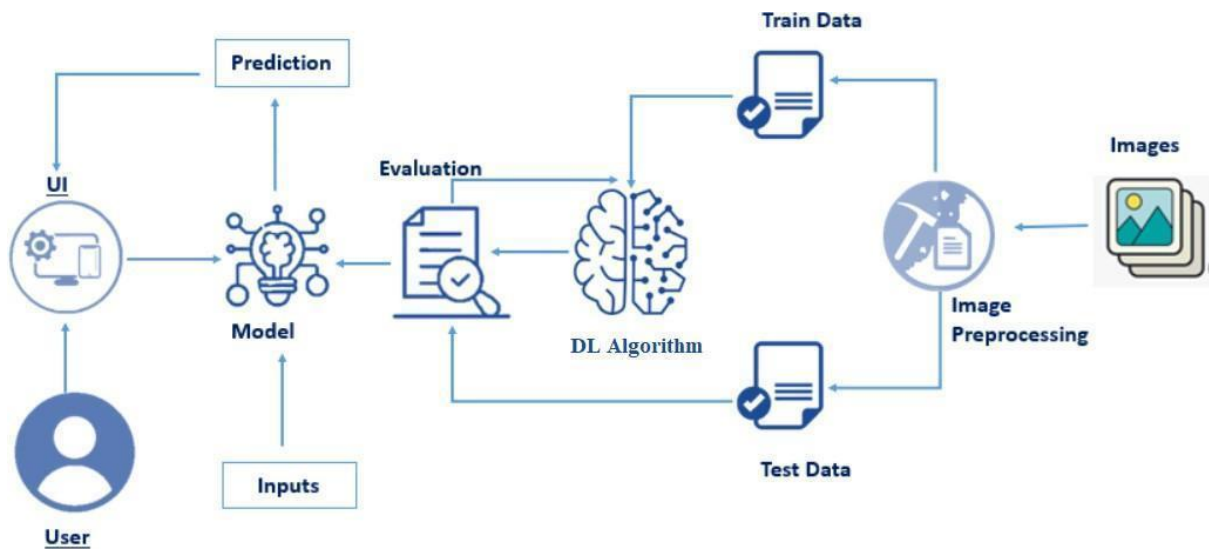 Train Data
Prediction
Images
Evaluation
UI
Image
Preprocessing
Model
DL Algorithm
Test Data
Inputs
User